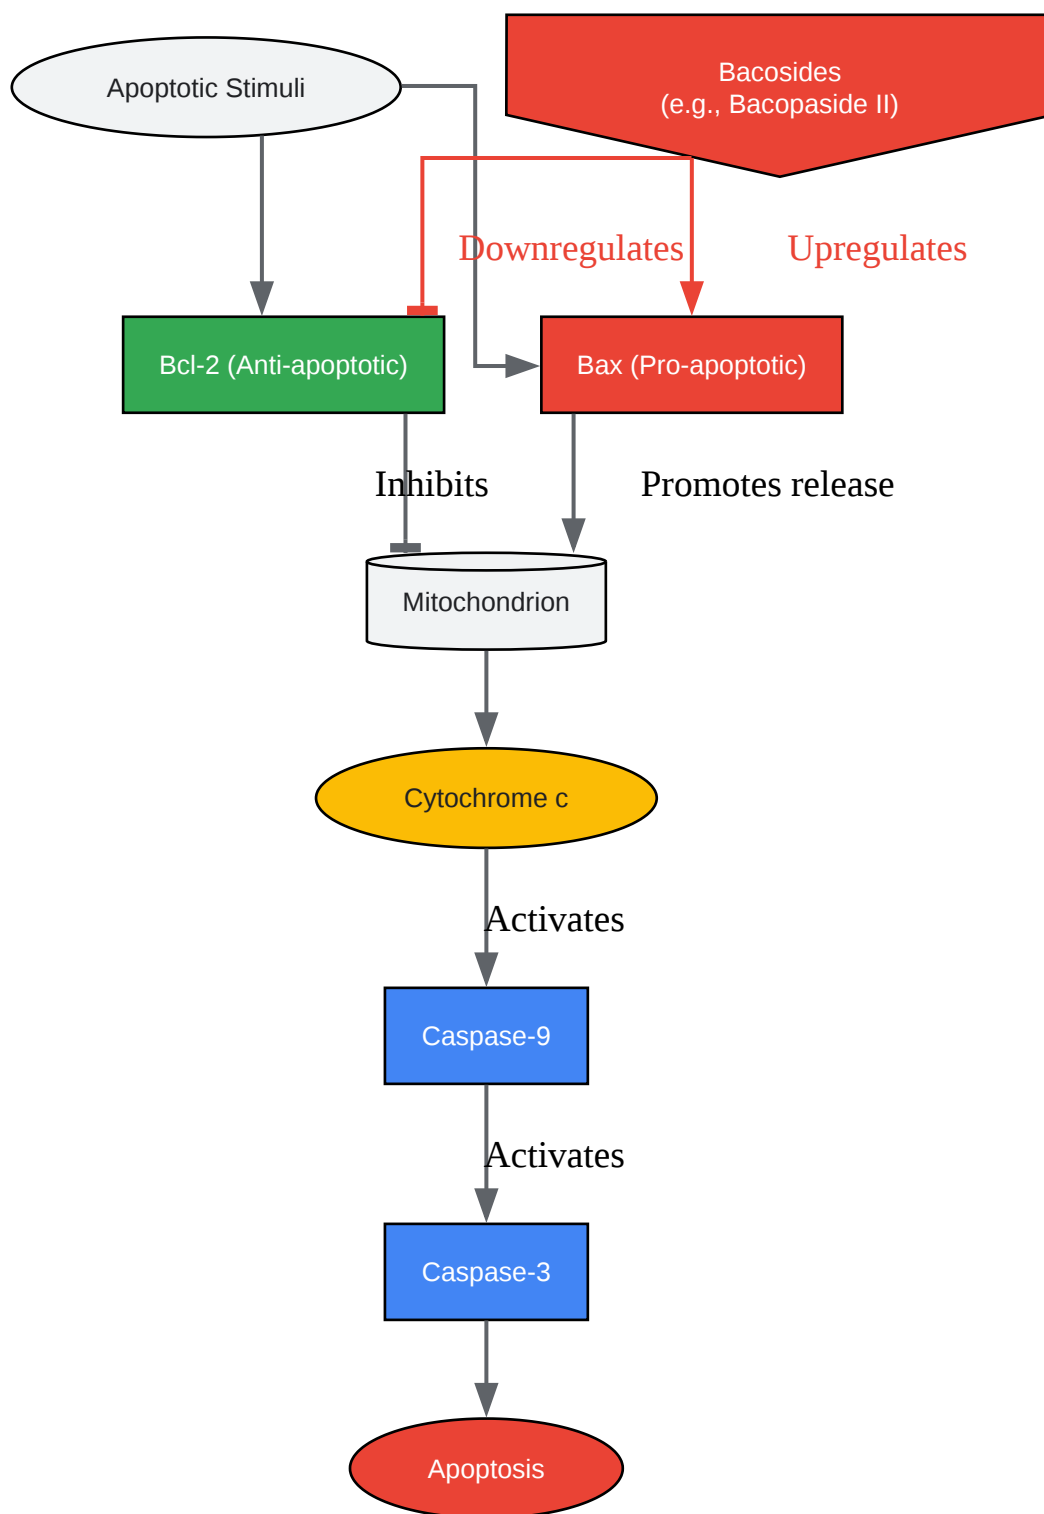 Apoptotic Stimuli
Bacosides
(e.g., Bacopaside II)
Downregulates
Upregulates
Bcl-2 (Anti-apoptotic)
Bax (Pro-apoptotic)
Inhibits
Promotes release
Mitochondrion
Cytochrome c
Activates
Caspase-9
Activates
Caspase-3
Apoptosis